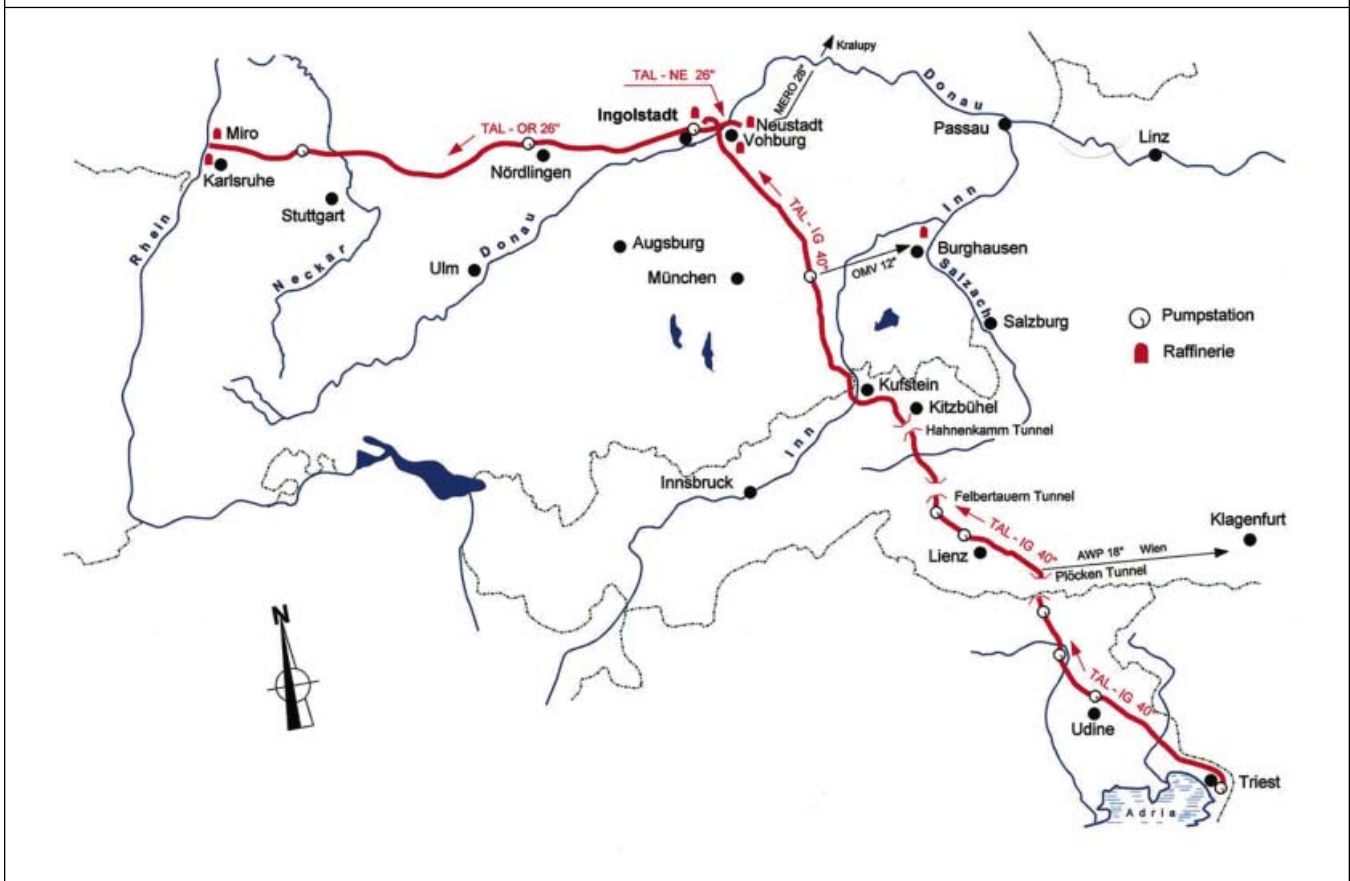 Kralupy
TAL - NE 26"
MERO 26"
Donau
Ingolstadt
Neustadt
Vohburg
Passau
Linz
Miro
TAL - OR 26"
Nördlingen
Karlsruhe
Stuttgart
Rhein
Neckar
Ulm
Donau
Augsburg
München
TAL - IG 40"
Inn
OMV 12"
Burghausen
Salzach
Salzburg
Pumpstation
Raffinerie
Kufstein
Kitzbühel
Hahnenkamm Tunnel
Inn
Innsbruck
Felbertauern Tunnel
TAL - IG 40"
Klagenfurt
Lienz
AWP 18" Wien
Plöcken Tunnel
N
TAL - IG 40"
Udine
Triest
Adria